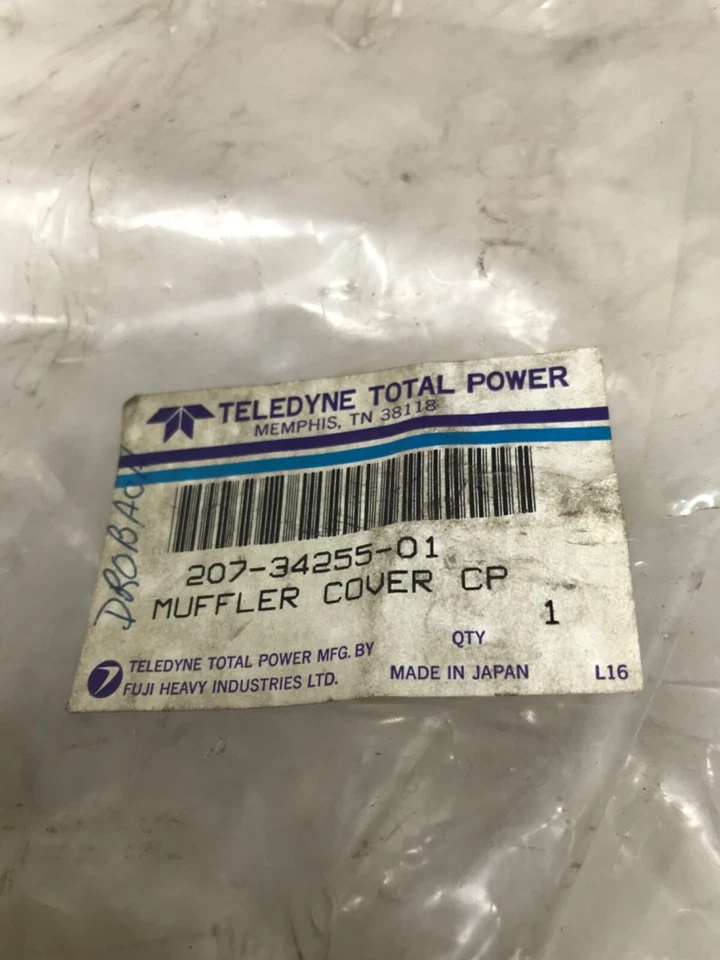 TELEDYNE TOTAL POWER
MEMPHIS, TN 38118
207-34255-01
MUFFLER COVER CP
1
QTY
TELEDYNE TOTAL POWER MFG. BY
FUJI HEAVY INDUSTRIES LTD.
MADE IN JAPAN
L16